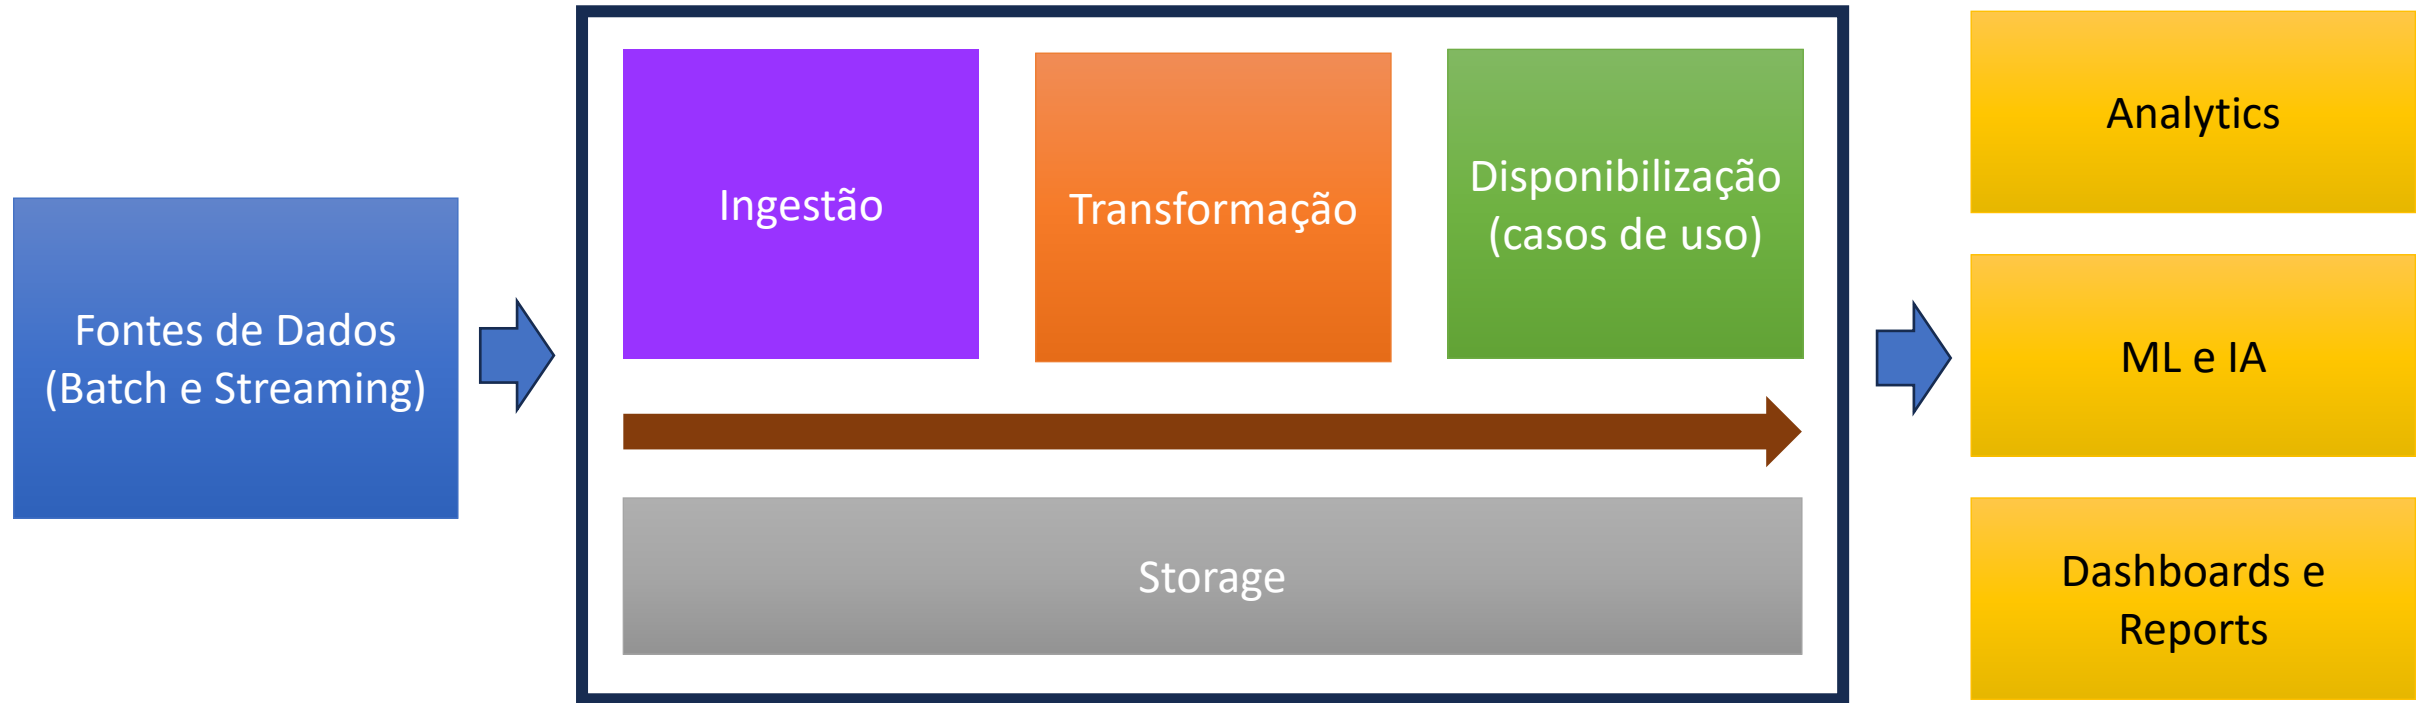 Fontes de Dados
(Batch e Streaming)
Ingestão
Transformação
Disponibilização
(casos de uso)
Storage
Analytics
ML e IA
Dashboards e
Reports